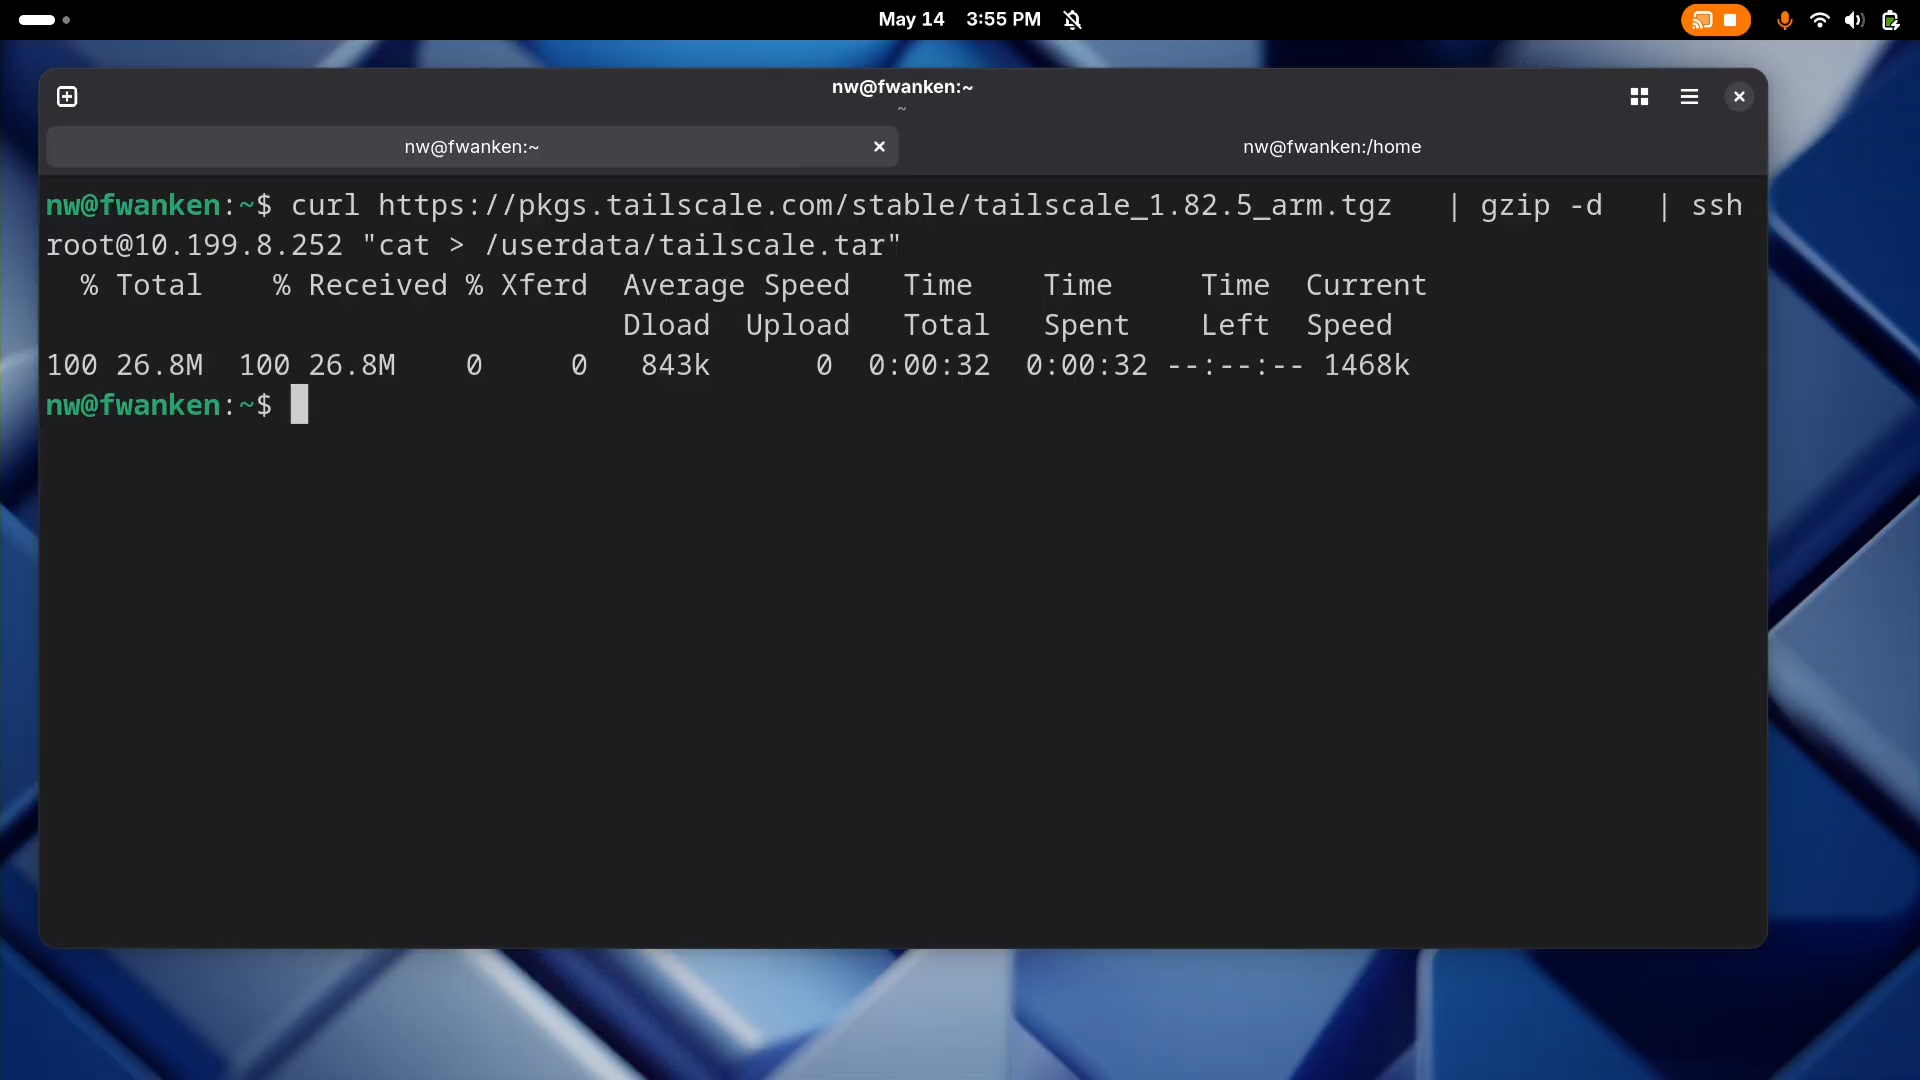 May 14 3:55 PM
nw@fwanken:~
~
nw@fwanken:~
nw@fwanken:/home
nw@fwanken:~$ curl https://pkgs.tailscale.com/stable/tailscale_1.82.5_arm.tgz   | gzip -d   | ssh
root@10.199.8.252 "cat > /userdata/tailscale.tar"
  % Total    % Received % Xferd  Average Speed   Time    Time     Time  Current
                                 Dload  Upload   Total   Spent    Left  Speed
100 26.8M  100 26.8M    0     0   843k      0  0:00:32  0:00:32 --:--:-- 1468k
nw@fwanken:~$